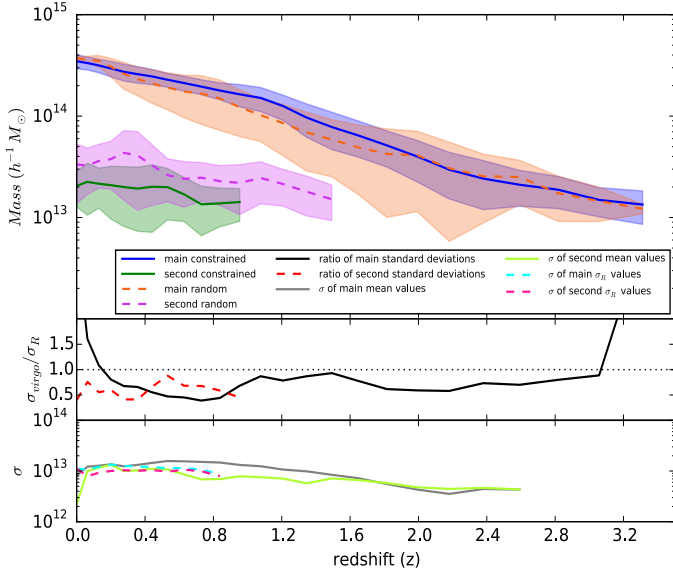 10^15
10^14
10^13
Mass (h^-1 M_⊙)
main constrained
second constrained
main random
second random
ratio of main standard deviations
ratio of second standard deviations
σ of main mean values
σ of second mean values
σ of main σ_R values
σ of second σ_R values
1.5
1.0
0.5
σ_virgo/σ_R
10^14
10^13
10^12
σ
0.0 0.4 0.8 1.2 1.6 2.0 2.4 2.8 3.2
redshift (z)